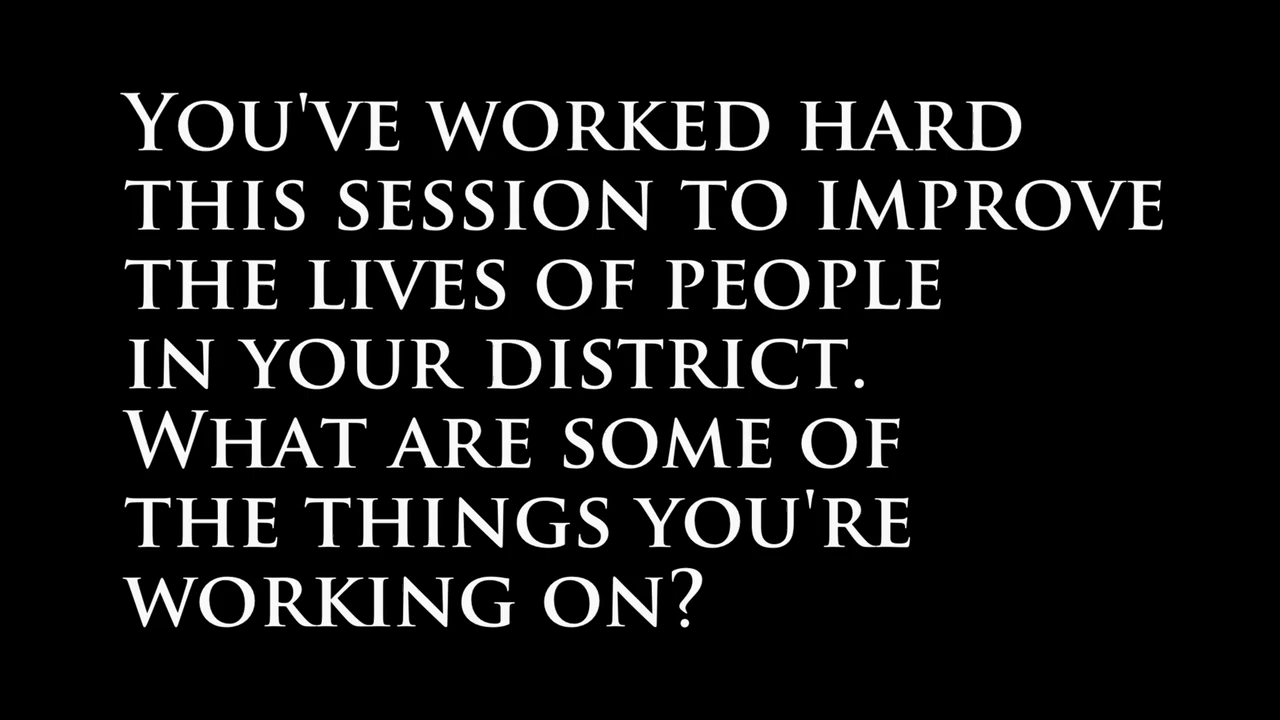 You've worked hard
this session to improve
the lives of people
in your district.
What are some of
the things you're
working on?